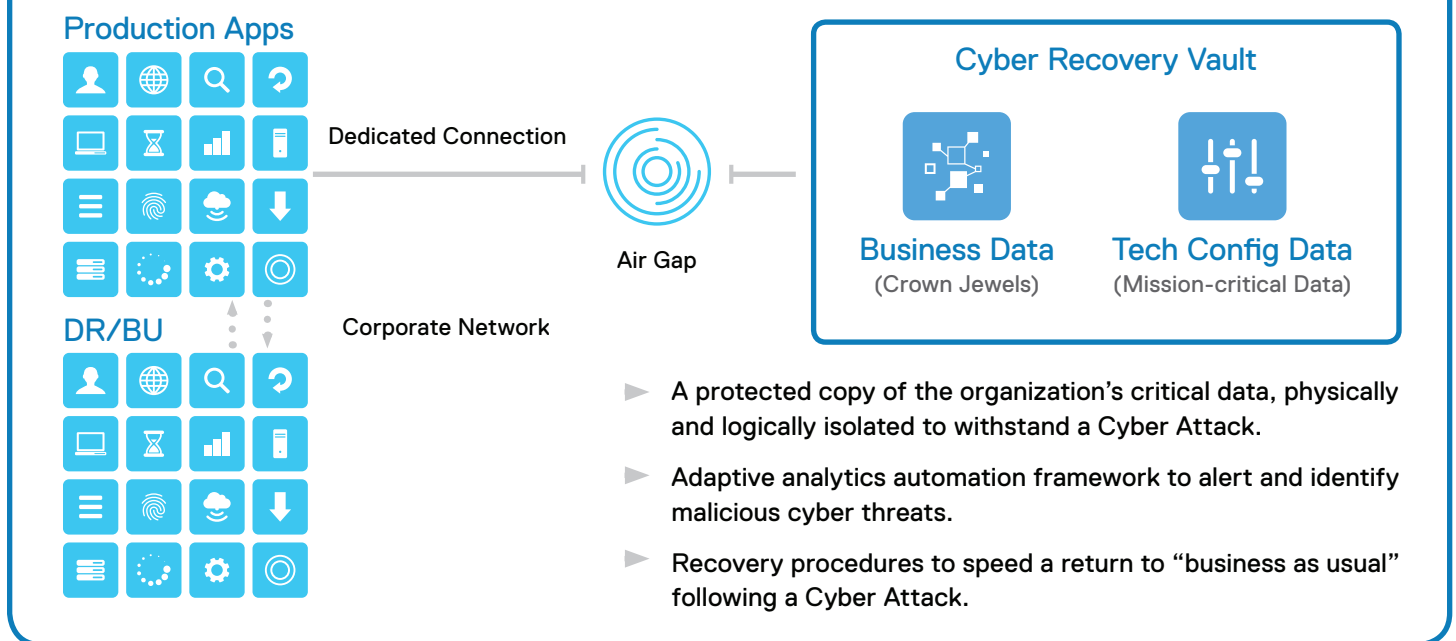 Production Apps
Dedicated Connection
Air Gap
Cyber Recovery Vault
Business Data
(Crown Jewels)
Tech Config Data
(Mission-critical Data)
DR/BU
Corporate Network
A protected copy of the organization’s critical data, physically
and logically isolated to withstand a Cyber Attack.
Adaptive analytics automation framework to alert and identify
malicious cyber threats.
Recovery procedures to speed a return to “business as usual”
following a Cyber Attack.